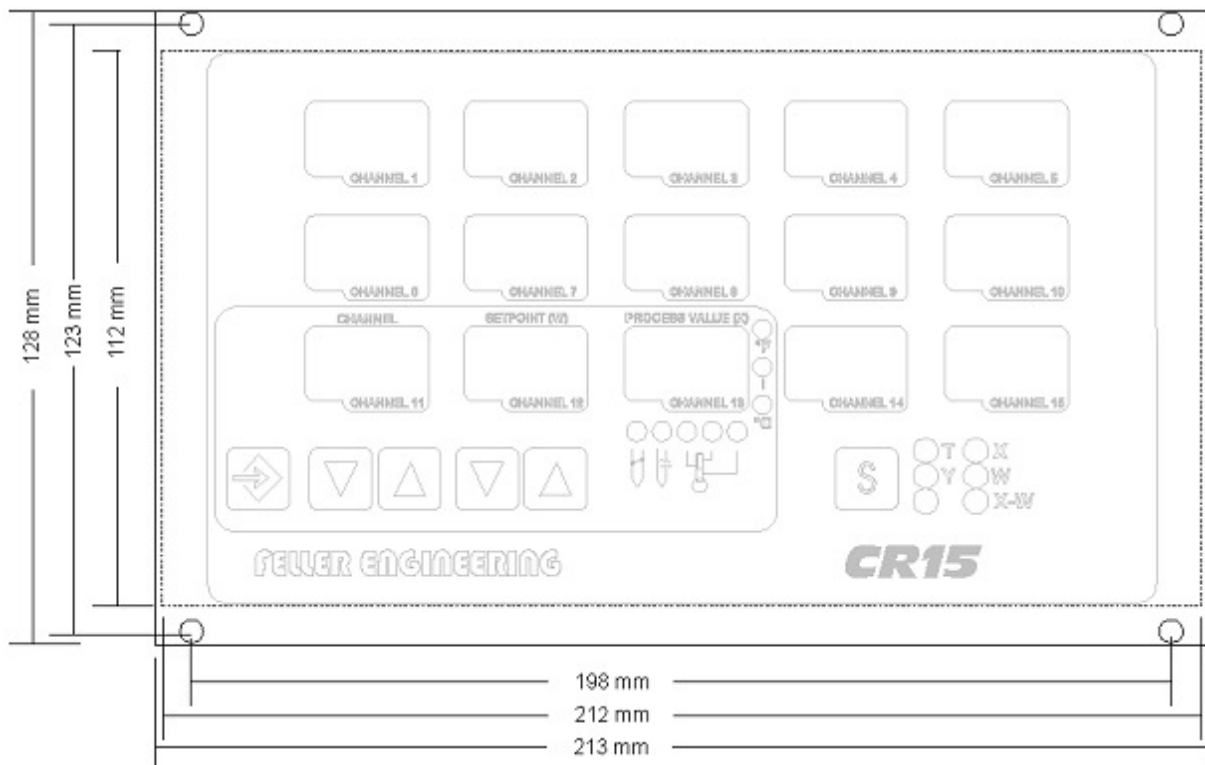 CHANNEL 1
CHANNEL 2
CHANNEL 3
CHANNEL 4
CHANNEL 5
CHANNEL 6
CHANNEL 7
CHANNEL 8
CHANNEL 9
CHANNEL 10
CHANNEL
SETPOINT (W)
PROCESS VALUE (X)
CHANNEL 11
CHANNEL 12
CHANNEL 13
CHANNEL 14
CHANNEL 15
°F
I
S
T
X
Y
W
X-W
FELLER ENGINEERING
CR15
128 mm
123 mm
112 mm
198 mm
212 mm
213 mm